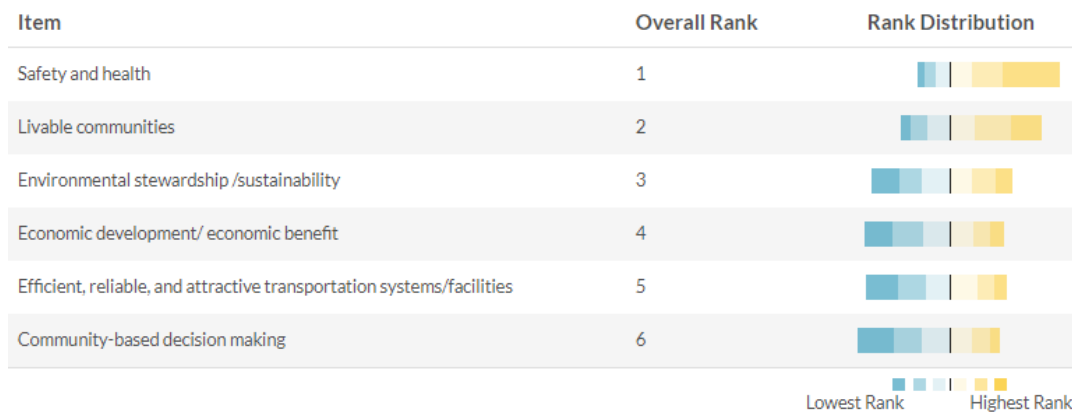 Item Overall Rank Rank Distribution
Safety and health 1
Livable communities 2
Environmental stewardship /sustainability 3
Economic development/ economic benefit 4
Efficient, reliable, and attractive transportation systems/facilities 5
Community-based decision making 6
Lowest Rank Highest Rank